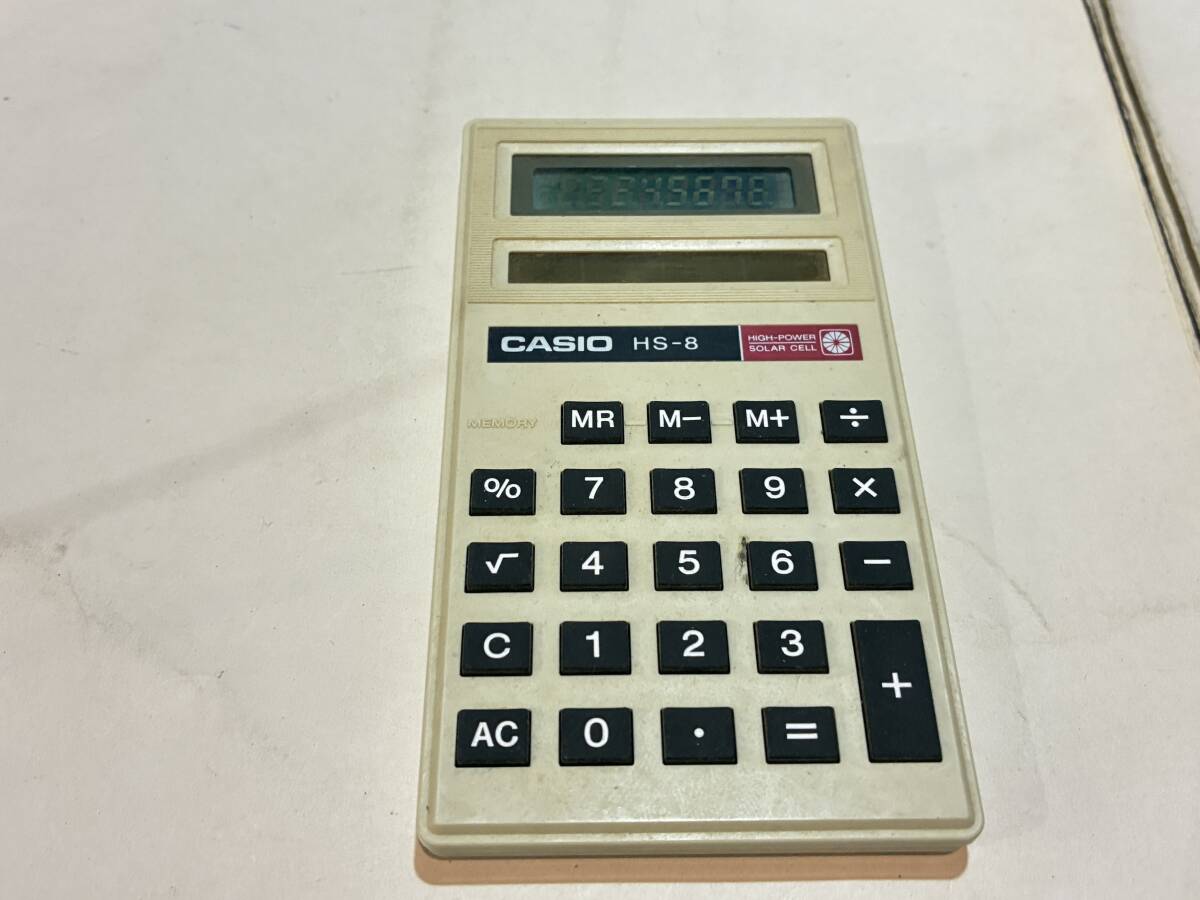 CASIO HS-8 HIGH-POWER
SOLAR CELL
MEMORY MR M− M+ ÷
% 7 8 9 ×
√ 4 5 6 −
C 1 2 3 +
AC 0 . =